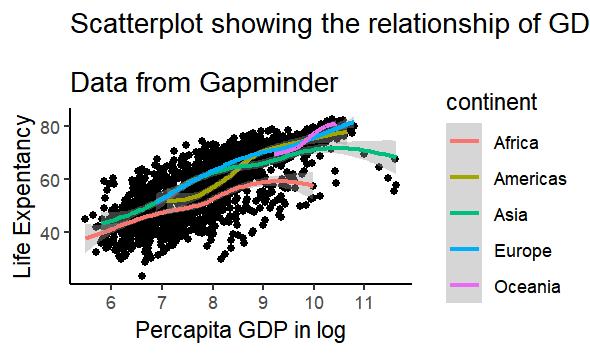 Scatterplot showing the relationship of GD
Data from Gapminder
continent
Africa
Americas
Asia
Europe
Oceania
Life Expentancy
80
60
40
6 7 8 9 10 11
Percapita GDP in log